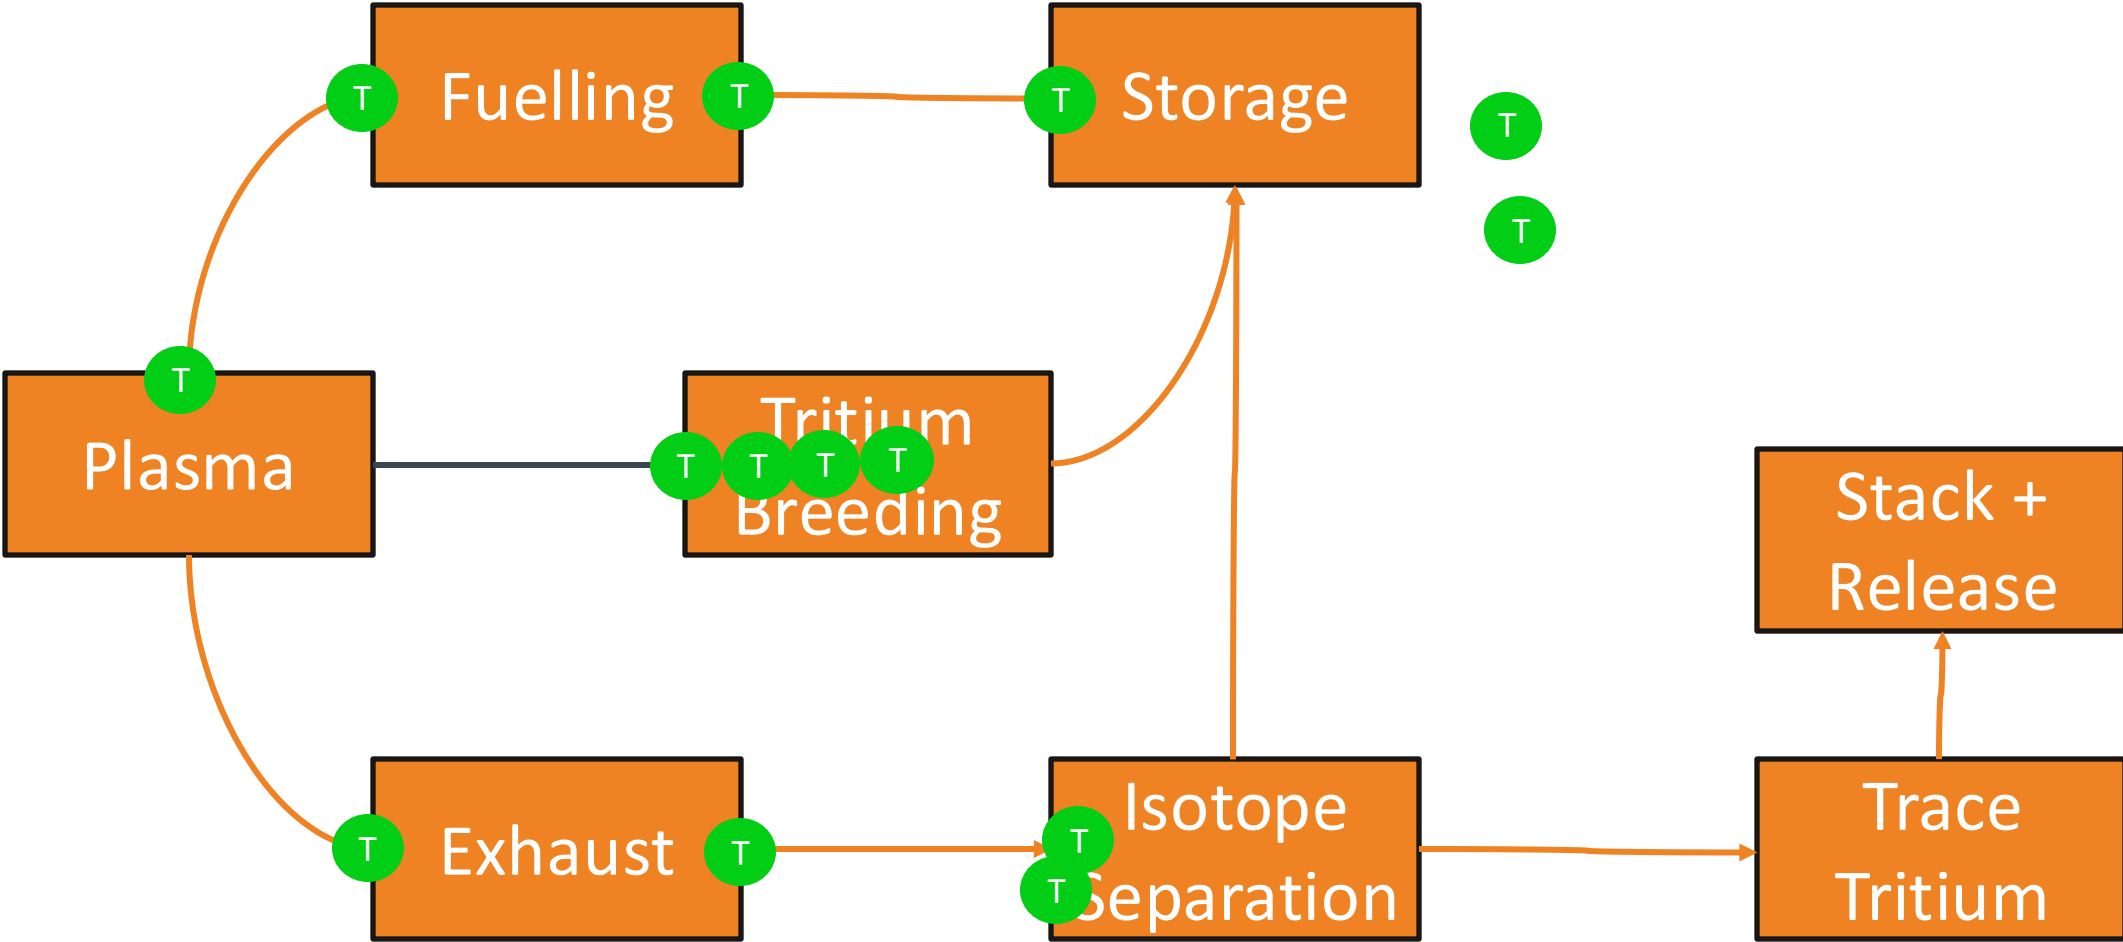 T
Fuelling
T
T
Storage
T
T
T
Plasma
Tritium
Breeding
T
T
T
T
Stack +
Release
T
Exhaust
T
T
T
Isotope
Separation
Trace
Tritium